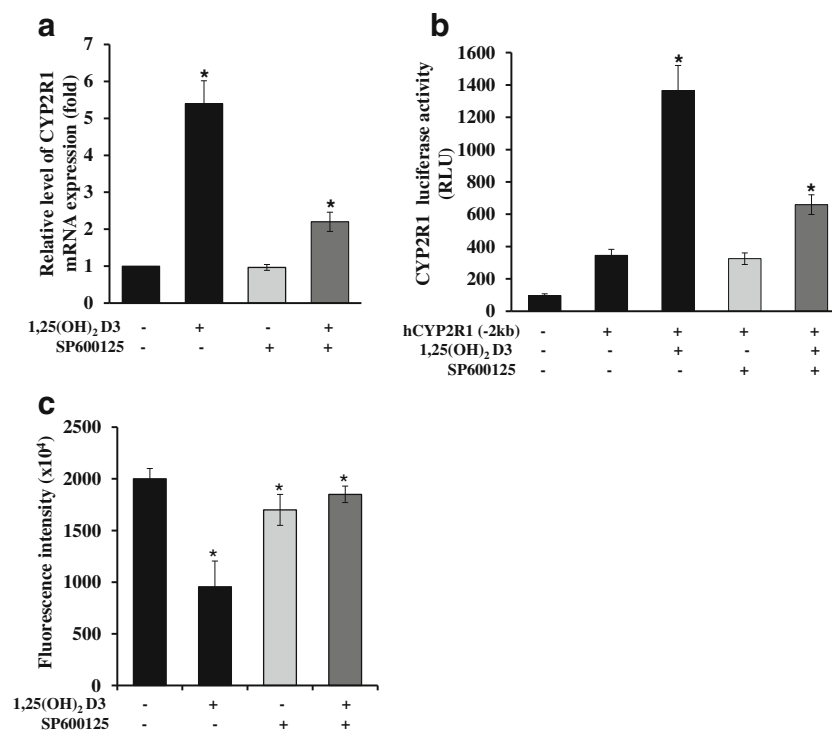 a
Relative level of CYP2R1
mRNA expression (fold)
7
6
5
4
3
2
1
0
*
*
1,25(OH)₂ D3 - + - +
SP600125 - - + +
b
CYP2R1 luciferase activity
(RLU)
1600
1400
1200
1000
800
600
400
200
0
*
*
hCYP2R1 (-2kb) - + + + +
1,25(OH)₂ D3 - - + - +
SP600125 - - - + +
c
Fluorescence intensity (x10⁴)
2500
2000
1500
1000
500
0
*
*
*
1,25(OH)₂ D3 - + - +
SP600125 - - + +